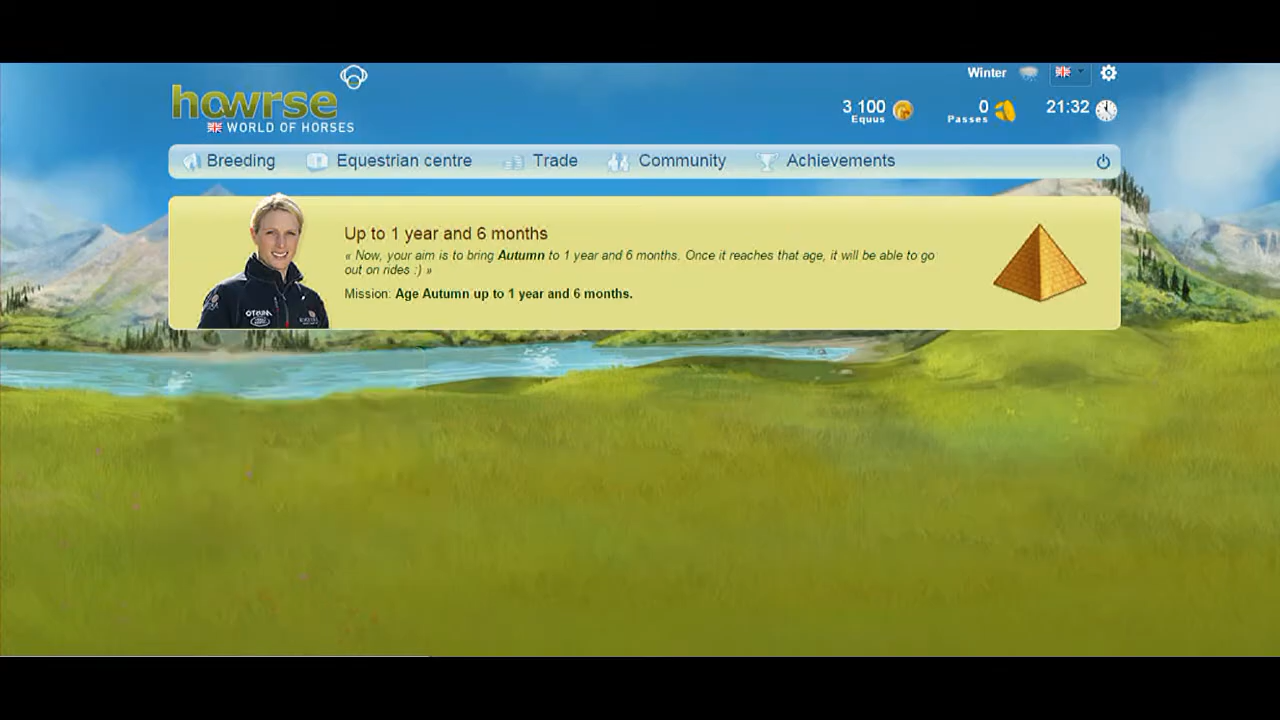 Winter
howrse
WORLD OF HORSES
3 100
Equus
0
Passes
21:32
Breeding Equestrian centre Trade Community Achievements
Up to 1 year and 6 months
« Now, your aim is to bring Autumn to 1 year and 6 months. Once it reaches that age, it will be able to go
out on rides :) »
Mission: Age Autumn up to 1 year and 6 months.